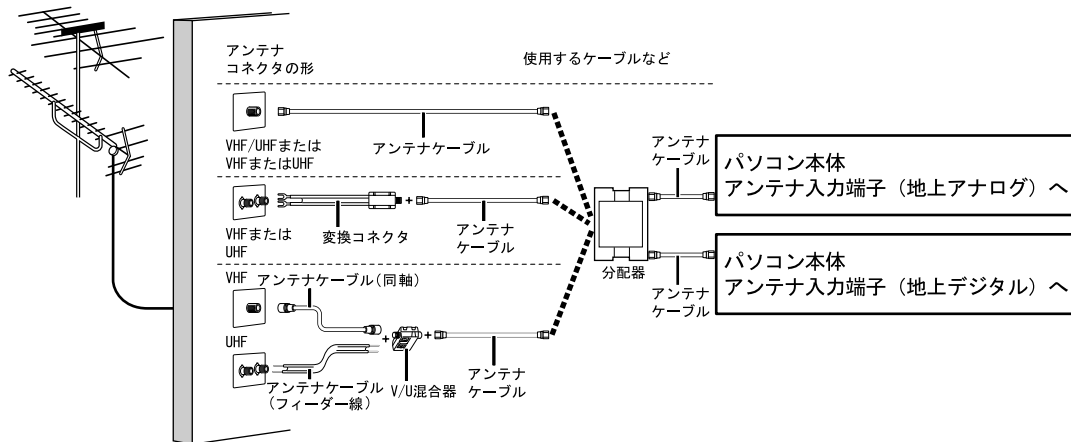 アンテナ
コネクタの形
使用するケーブルなど
VHF/UHFまたは
VHFまたはUHF
アンテナケーブル
VHFまたは
UHF
変換コネクタ
+
アンテナ
ケーブル
VHF
アンテナケーブル(同軸)
UHF
アンテナケーブル
(フィーダー線)
+
V/U混合器
+
アンテナ
ケーブル
分配器
アンテナ
ケーブル
パソコン本体
アンテナ入力端子(地上アナログ)へ
アンテナ
ケーブル
パソコン本体
アンテナ入力端子(地上デジタル)へ